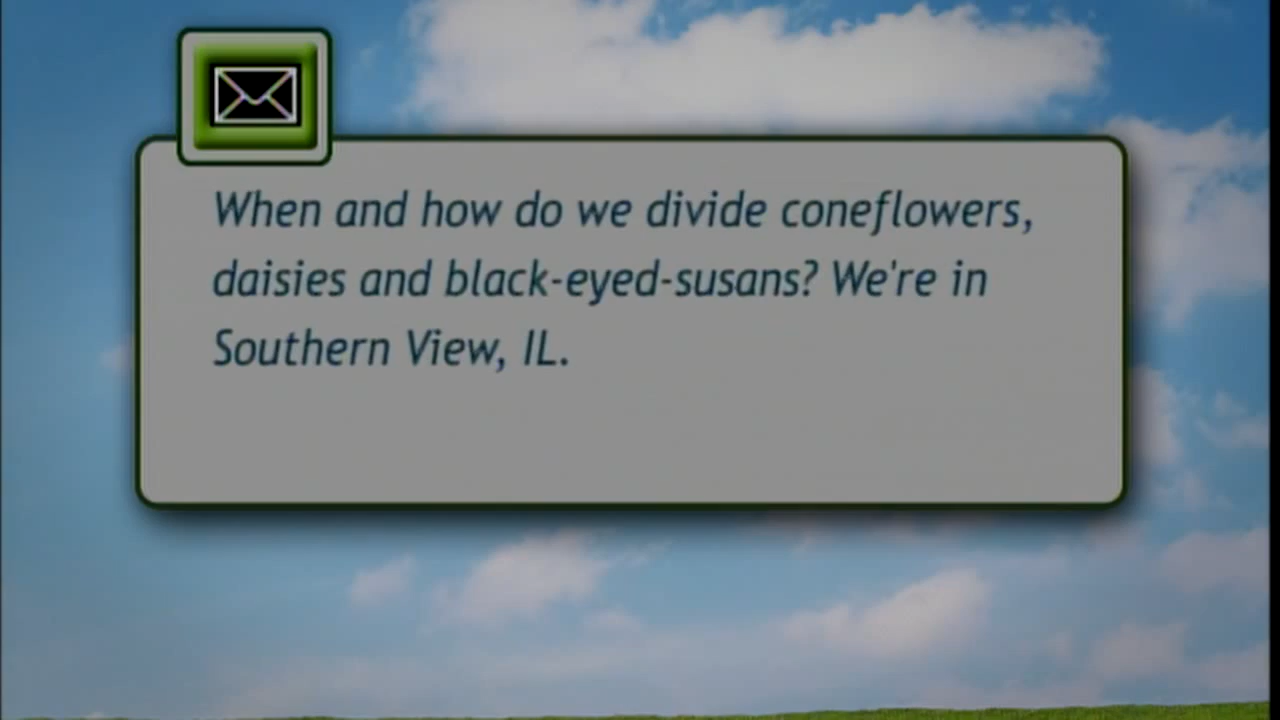 When and how do we divide coneflowers,
daisies and black-eyed-susans? We're in
Southern View, IL.